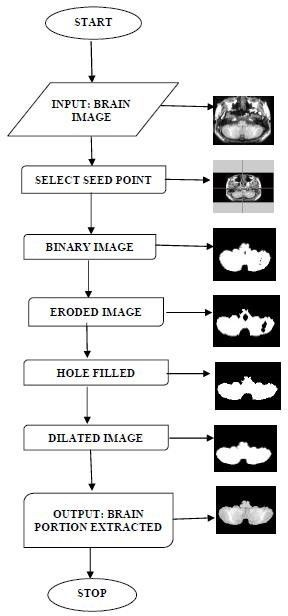 START
INPUT: BRAIN
IMAGE
SELECT SEED POINT
BINARY IMAGE
ERODED IMAGE
HOLE FILLED
DILATED IMAGE
OUTPUT: BRAIN
PORTION EXTRACTED
STOP